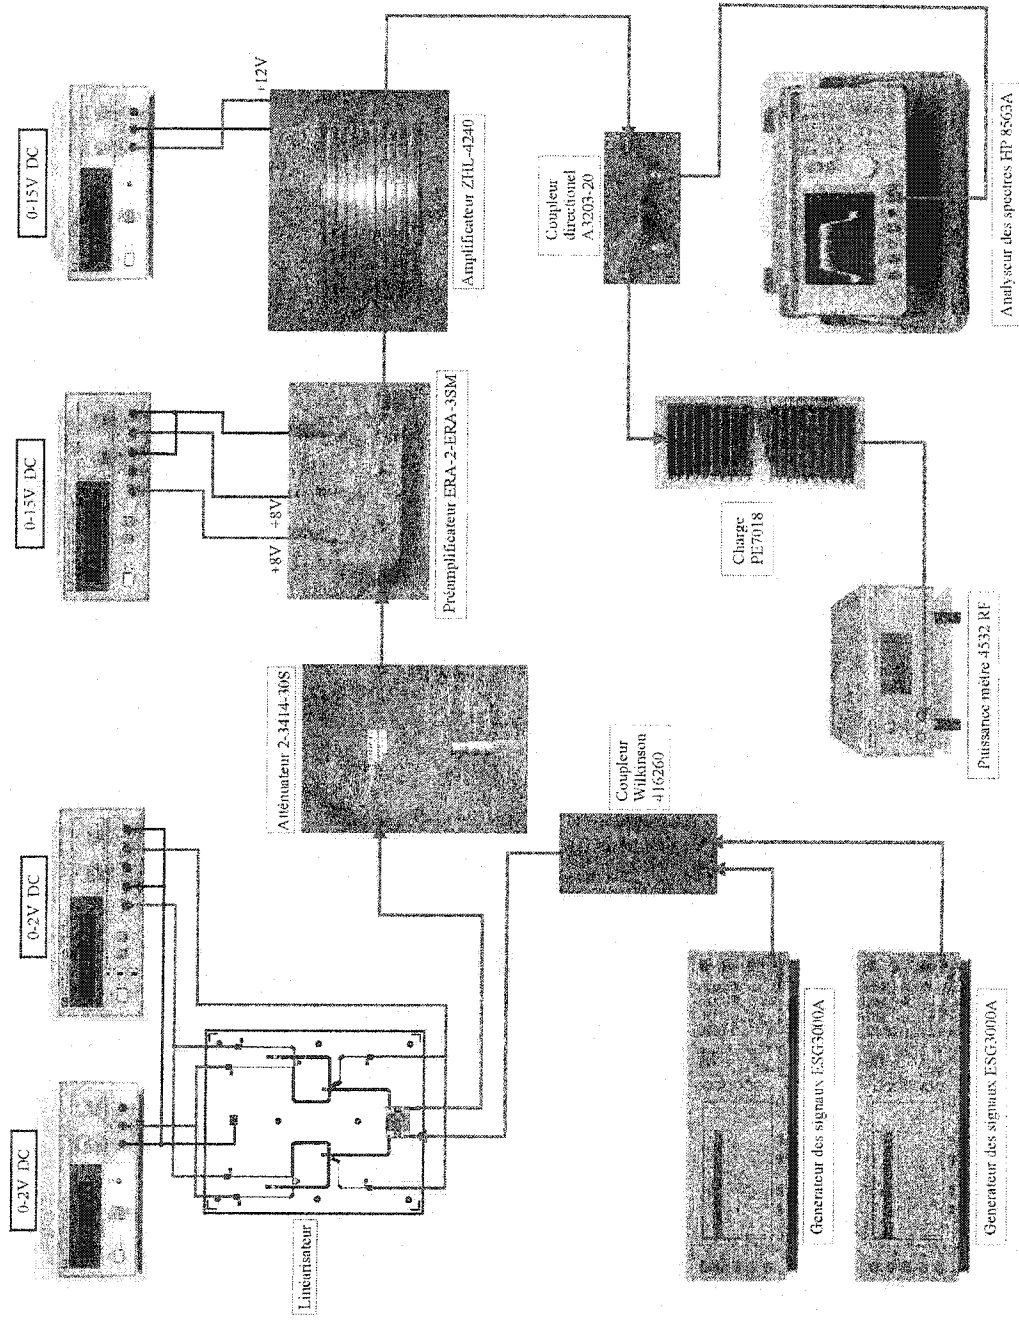 0-2V DC
0-2V DC
0-15V DC
0-15V DC
+8V
+8V
+12V
Linéarisateur
Atténuateur 2-3414-30S
Préamplificateur ERA-2-ERA-3SM
Amplificateur ZHL-4240
Coupleur
Wilkinson
416260
Coupleur
directionel
A3203-20
Charge
PE7018
Génerateur des signaux ESG3000A
Génerateur des signaux ESG3000A
Puissance mètre 4532 RF
Analyseur des spectres HP 8563A